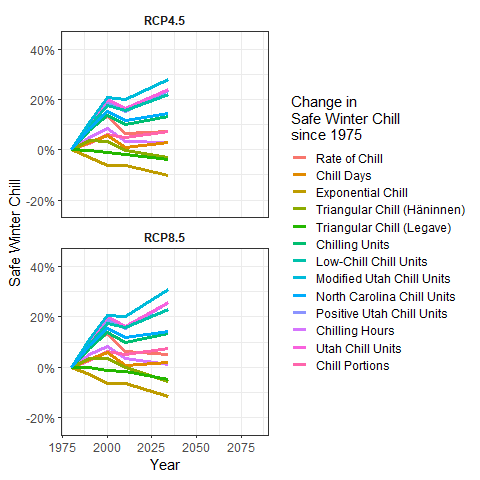 RCP4.5
40%
20%
0%
-20%
RCP8.5
40%
20%
0%
-20%
1975 2000 2025 2050 2075
Year
Safe Winter Chill
Change in
Safe Winter Chill
since 1975
Rate of Chill
Chill Days
Exponential Chill
Triangular Chill (Häninnen)
Triangular Chill (Legave)
Chilling Units
Low-Chill Chill Units
Modified Utah Chill Units
North Carolina Chill Units
Positive Utah Chill Units
Chilling Hours
Utah Chill Units
Chill Portions